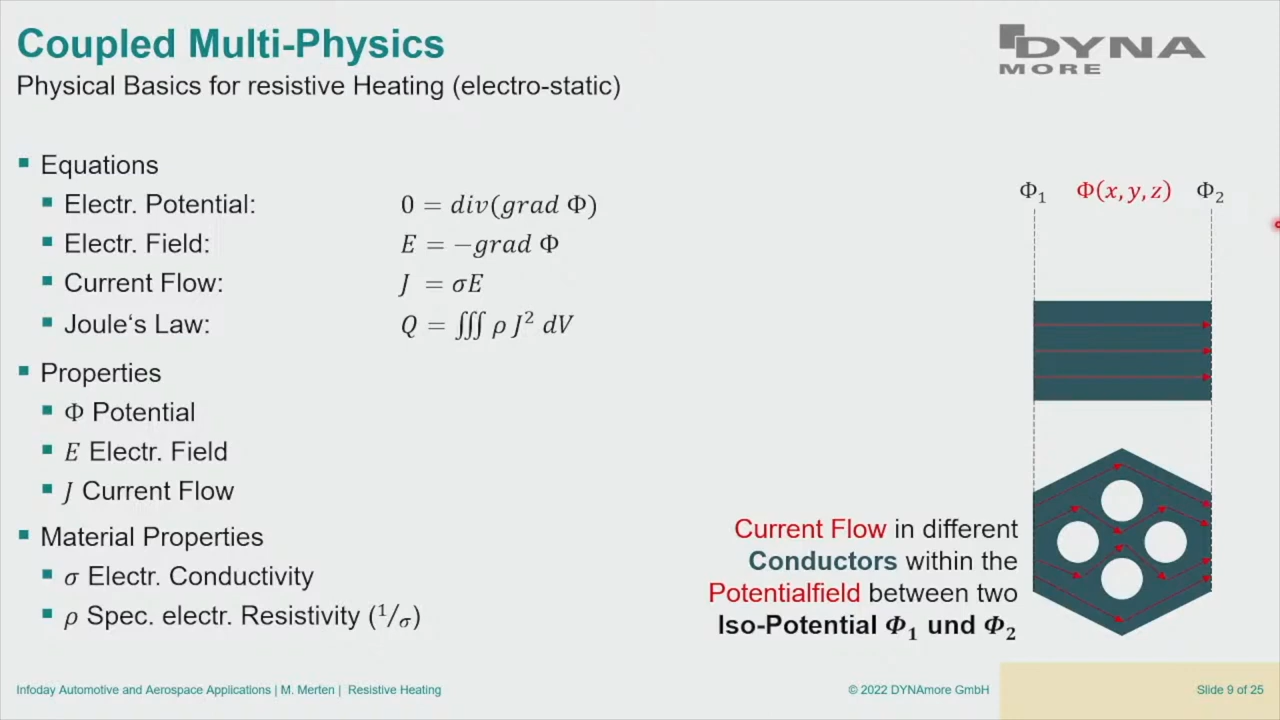 Coupled Multi-Physics
DYNA
MORE
Physical Basics for resistive Heating (electro-static)
▪ Equations
▪ Electr. Potential: 0 = div(grad Φ)
▪ Electr. Field: E = −grad Φ
▪ Current Flow: J = σE
▪ Joule‘s Law: Q = ∭ ρ J² dV
▪ Properties
▪ Φ Potential
▪ E Electr. Field
▪ J Current Flow
▪ Material Properties
▪ σ Electr. Conductivity
▪ ρ Spec. electr. Resistivity (1/σ)
Φ₁ Φ(x, y, z) Φ₂
Current Flow in different
Conductors within the
Potentialfield between two
Iso-Potential Φ₁ und Φ₂
Infoday Automotive and Aerospace Applications | M. Merten | Resistive Heating
© 2022 DYNAmore GmbH
Slide 9 of 25